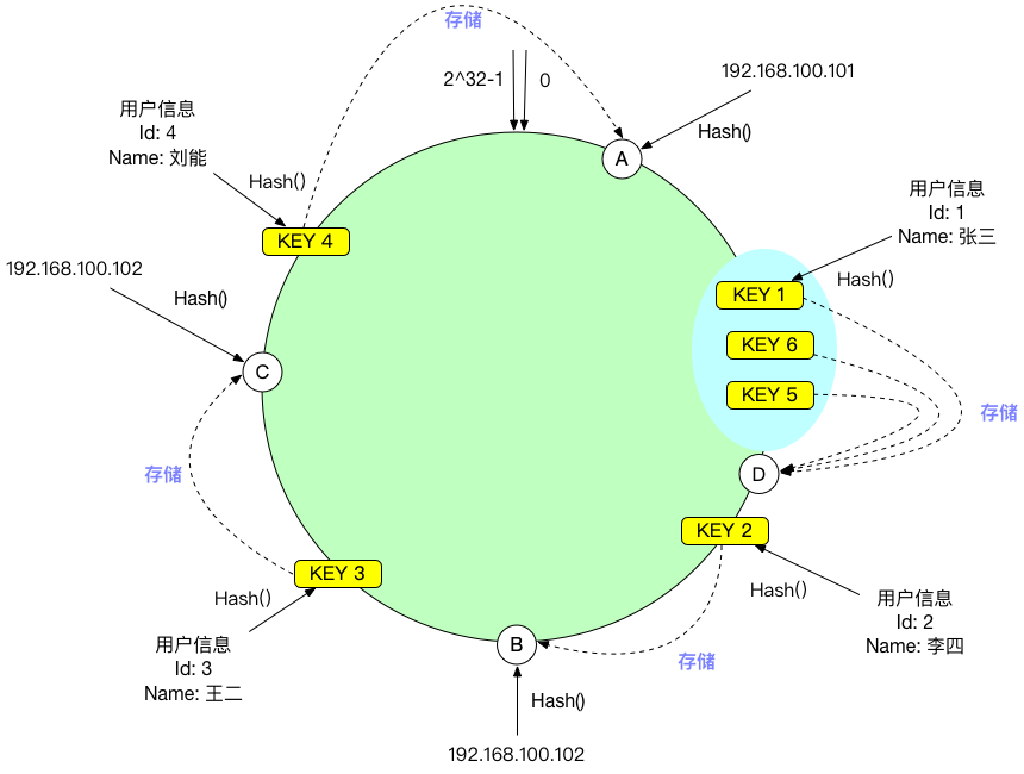 存储
2^32-1
0
192.168.100.101
Hash()
A
用户信息
Id: 4
Name: 刘能
Hash()
KEY 4
用户信息
Id: 1
Name: 张三
Hash()
KEY 1
KEY 6
KEY 5
存储
192.168.100.102
Hash()
C
存储
D
KEY 2
Hash()
用户信息
Id: 2
Name: 李四
存储
KEY 3
Hash()
用户信息
Id: 3
Name: 王二
B
Hash()
192.168.100.102